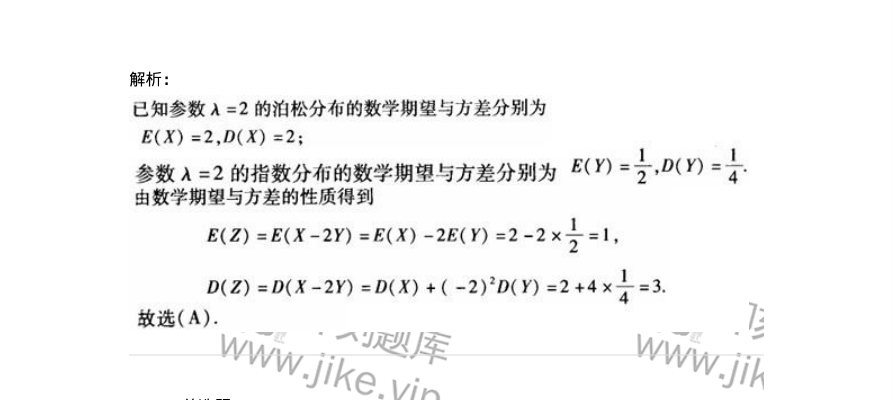 解析：
已知参数 λ =2 的泊松分布的数学期望与方差分别为
E(X) =2,D(X) =2;
参数 λ =2 的指数分布的数学期望与方差分别为 E(Y) = 1/2 ,D(Y) = 1/4.
由数学期望与方差的性质得到
E(Z) =E(X-2Y) =E(X) -2E(Y) =2-2× 1/2 =1,
D(Z) =D(X-2Y) =D(X) +(-2)²D(Y) =2+4× 1/4 =3.
故选(A).
题库
www.jike.vip
www.jik